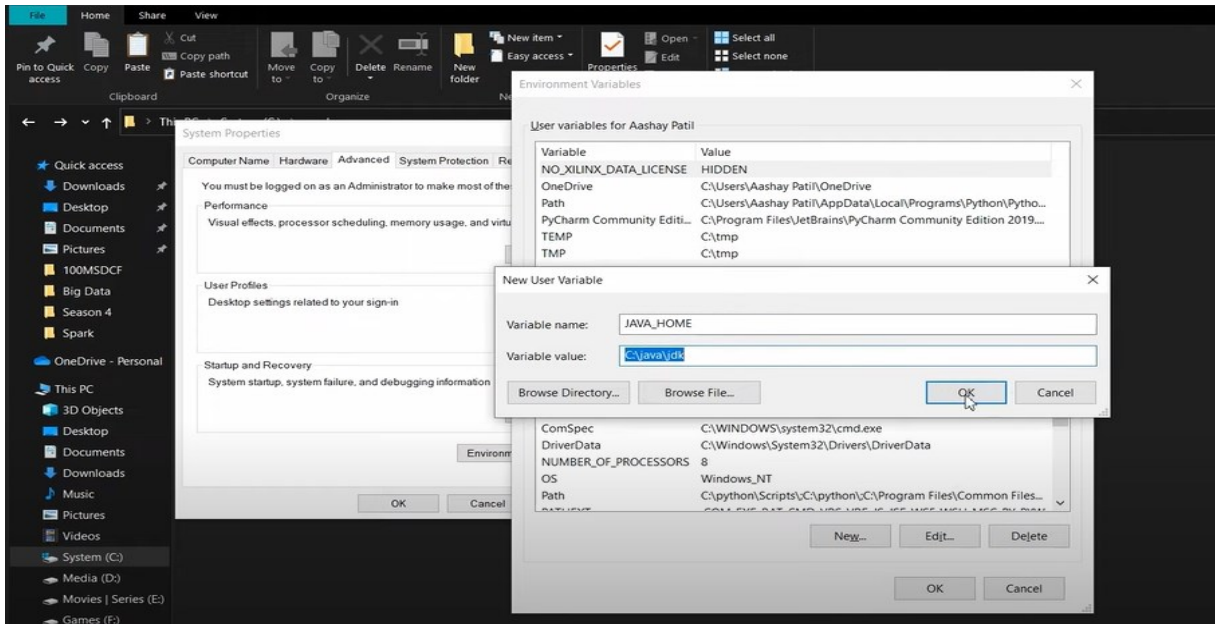 File Home Share View
Pin to Quick access
Copy
Paste
Cut
Copy path
Paste shortcut
Clipboard
Move to
Copy to
Delete
Rename
Organize
New folder
New item
Easy access
Properties
Open
Edit
Select all
Select none
System Properties
Computer Name Hardware Advanced System Protection Re
You must be logged on as an Administrator to make most of the
Performance
Visual effects, processor scheduling, memory usage, and virtu
User Profiles
Desktop settings related to your sign-in
Startup and Recovery
System startup, system failure, and debugging information
Environm
OK Cancel
Quick access
Downloads
Desktop
Documents
Pictures
100MSDCF
Big Data
Season 4
Spark
OneDrive - Personal
This PC
3D Objects
Desktop
Documents
Downloads
Music
Pictures
Videos
System (C:)
Media (D:)
Movies | Series (E:)
Games (F:)
Environment Variables
User variables for Aashay Patil
Variable Value
NO_XILINX_DATA_LICENSE HIDDEN
OneDrive C:\Users\Aashay Patil\OneDrive
Path C:\Users\Aashay Patil\AppData\Local\Programs\Python\Pytho...
PyCharm Community Editi... C:\Program Files\JetBrains\PyCharm Community Edition 2019....
TEMP C:\tmp
TMP C:\tmp
New User Variable
Variable name: JAVA_HOME
Variable value: C:\java\jdk
Browse Directory... Browse File... OK Cancel
ComSpec C:\WINDOWS\system32\cmd.exe
DriverData C:\Windows\System32\Drivers\DriverData
NUMBER_OF_PROCESSORS 8
OS Windows_NT
Path C:\python\Scripts\;C:\python\;C:\Program Files\Common Files...
New... Edit... Delete
OK Cancel